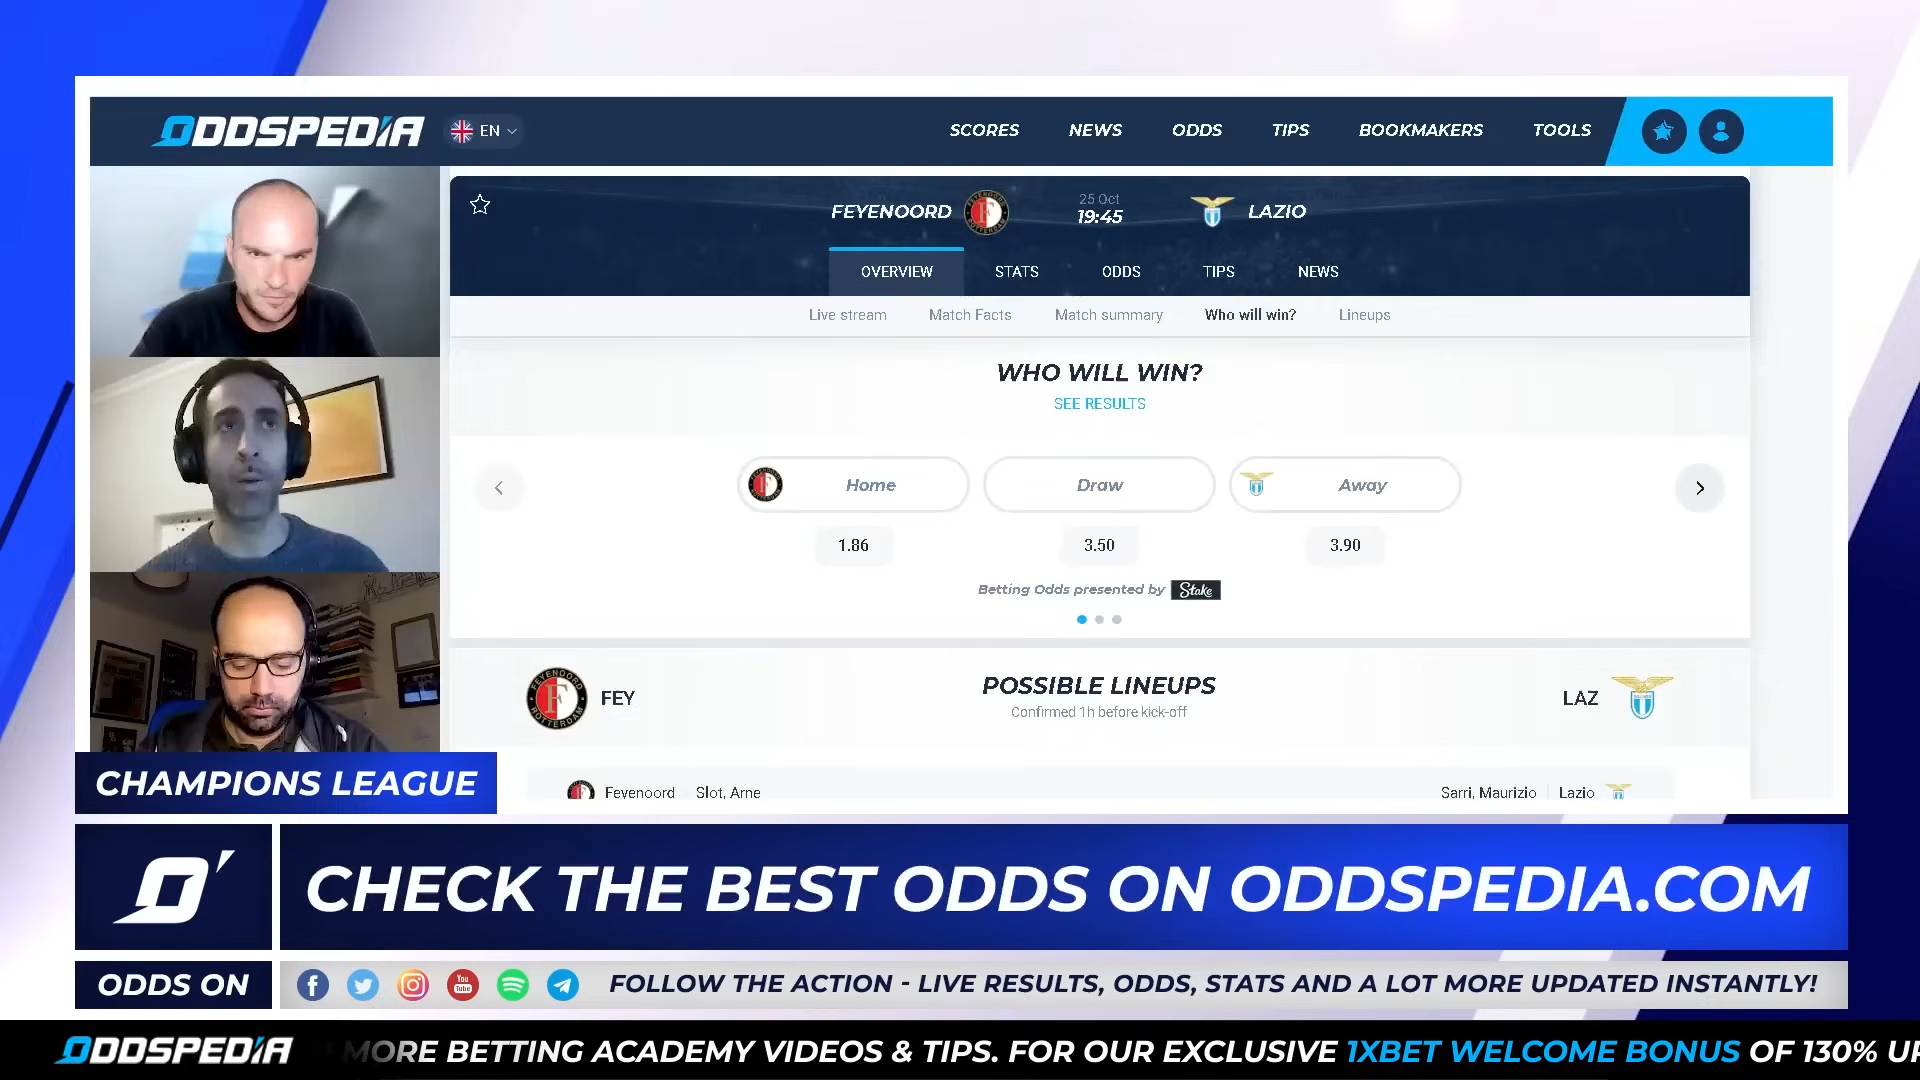 ODDSPEDIA
EN
SCORES
NEWS
ODDS
TIPS
BOOKMAKERS
TOOLS
FEYENOORD
25 Oct
19:45
LAZIO
OVERVIEW
STATS
ODDS
TIPS
NEWS
Live stream
Match Facts
Match summary
Who will win?
Lineups
WHO WILL WIN?
SEE RESULTS
Home
Draw
Away
1.86
3.50
3.90
Betting Odds presented by Stake
FEYENOORD
ROTTERDAM
FEY
POSSIBLE LINEUPS
Confirmed 1h before kick-off
LAZ
Feyenoord Slot, Arne
Sarri, Maurizio Lazio
CHAMPIONS LEAGUE
CHECK THE BEST ODDS ON ODDSPEDIA.COM
ODDS ON
FOLLOW THE ACTION - LIVE RESULTS, ODDS, STATS AND A LOT MORE UPDATED INSTANTLY!
ODDSPEDIA
MORE BETTING ACADEMY VIDEOS & TIPS. FOR OUR EXCLUSIVE 1XBET WELCOME BONUS OF 130% UP